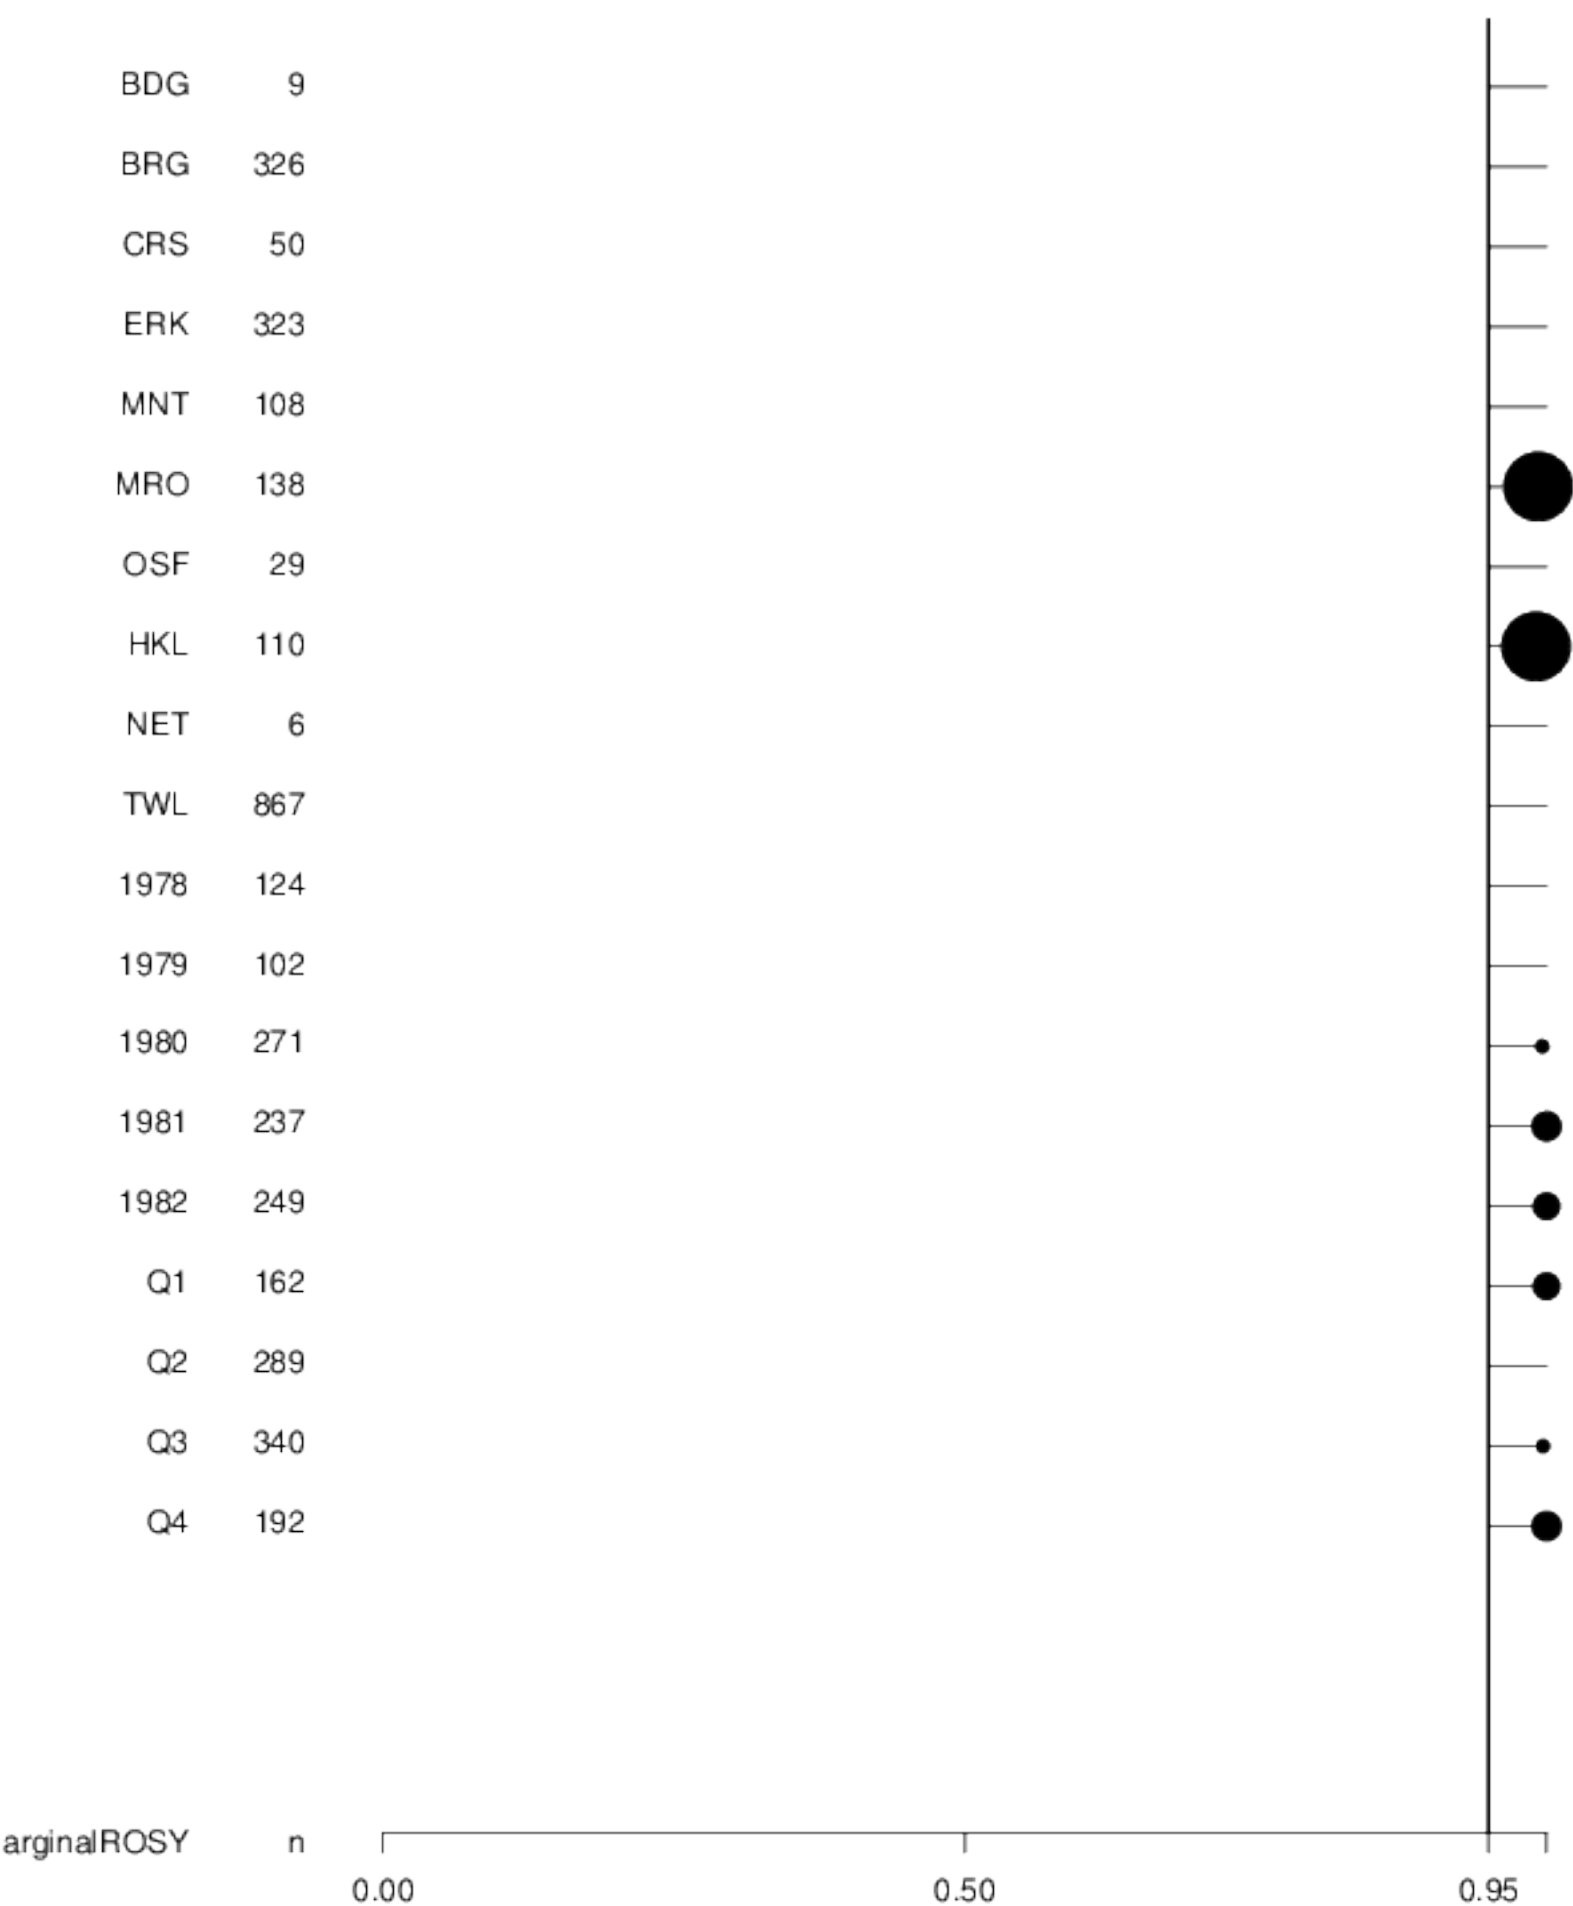 BDG 9
BRG 326
CRS 50
ERK 323
MNT 108
MRO 138
OSF 29
HKL 110
NET 6
TWL 867
1978 124
1979 102
1980 271
1981 237
1982 249
Q1 162
Q2 289
Q3 340
Q4 192
arginalROSY n
0.00 0.50 0.95